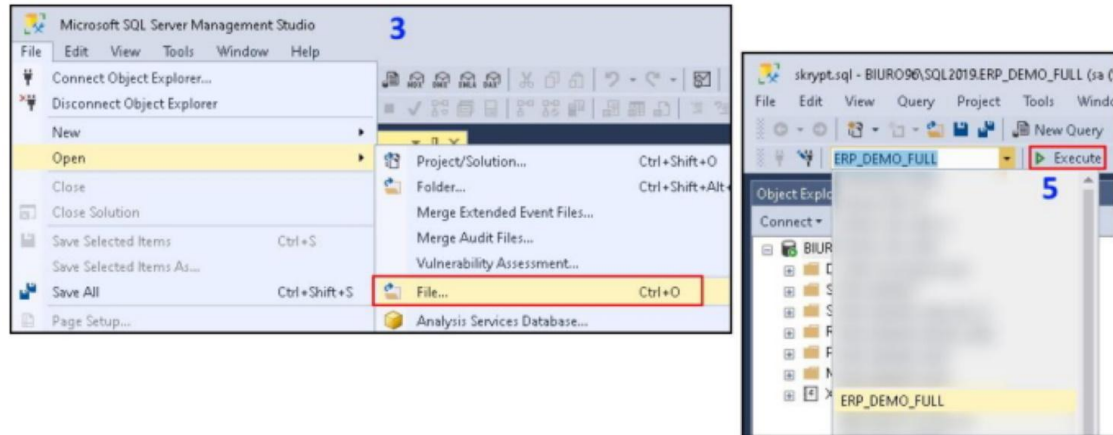 Microsoft SQL Server Management Studio
3
File Edit View Tools Window Help
Connect Object Explorer...
Disconnect Object Explorer
New
Open
Close
Close Solution
Save Selected Items Ctrl+S
Save Selected Items As...
Save All Ctrl+Shift+S
Page Setup...
Project/Solution... Ctrl+Shift+O
Folder... Ctrl+Shift+Alt+
Merge Extended Event Files...
Merge Audit Files...
Vulnerability Assessment...
File... Ctrl+O
Analysis Services Database...
skrypt.sql - BIURO96\SQL2019.ERP_DEMO_FULL (sa (
File Edit View Query Project Tools Windo
New Query
ERP_DEMO_FULL Execute
5
Object Explo
Connect
BIUR
D
S
S
R
P
N
X
ERP_DEMO_FULL